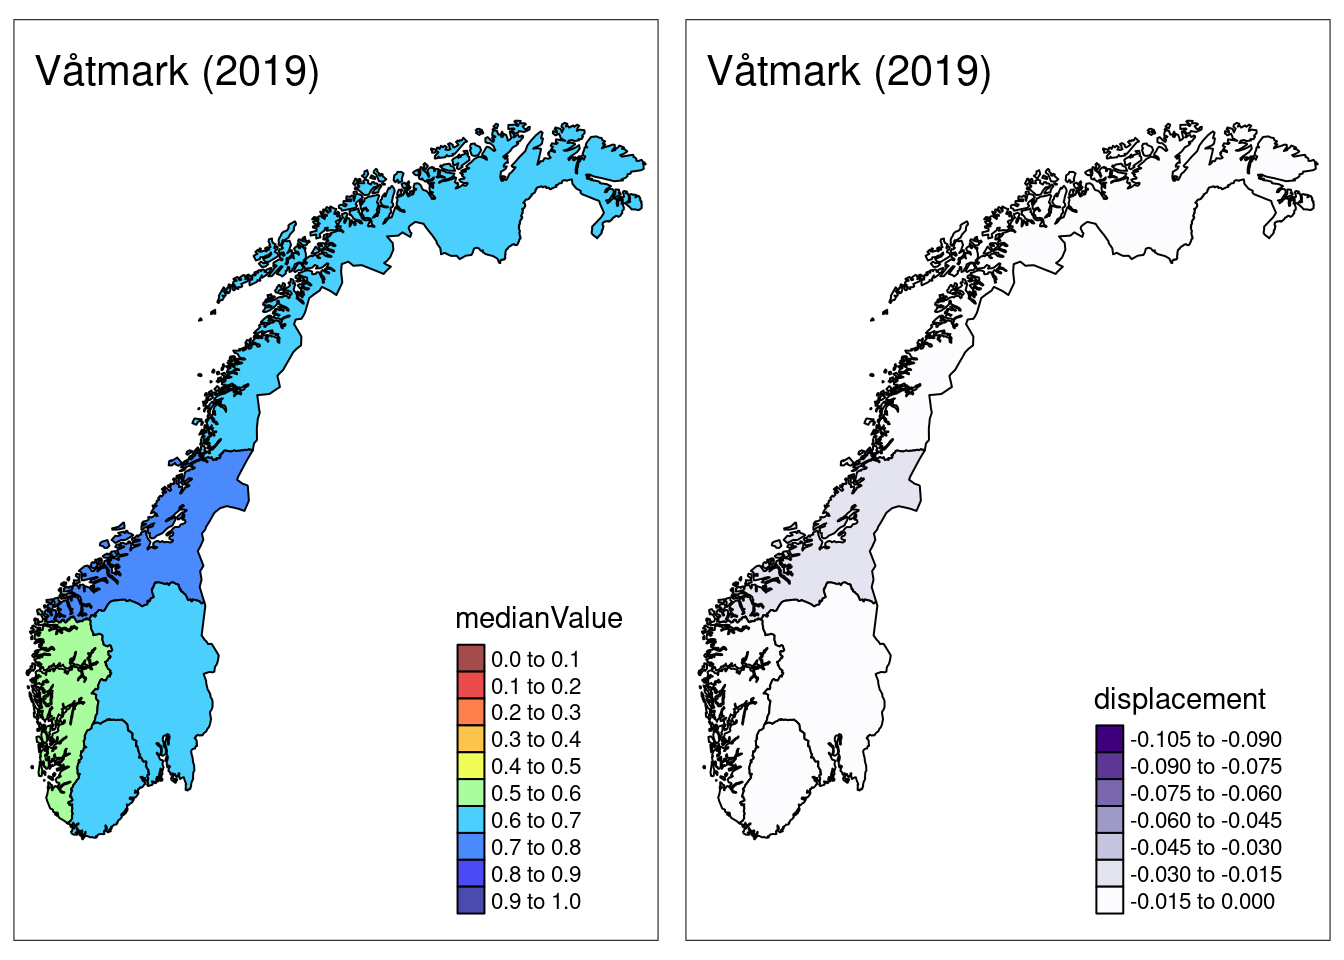 Våtmark (2019)
medianValue
0.0 to 0.1
0.1 to 0.2
0.2 to 0.3
0.3 to 0.4
0.4 to 0.5
0.5 to 0.6
0.6 to 0.7
0.7 to 0.8
0.8 to 0.9
0.9 to 1.0
Våtmark (2019)
displacement
-0.105 to -0.090
-0.090 to -0.075
-0.075 to -0.060
-0.060 to -0.045
-0.045 to -0.030
-0.030 to -0.015
-0.015 to 0.000